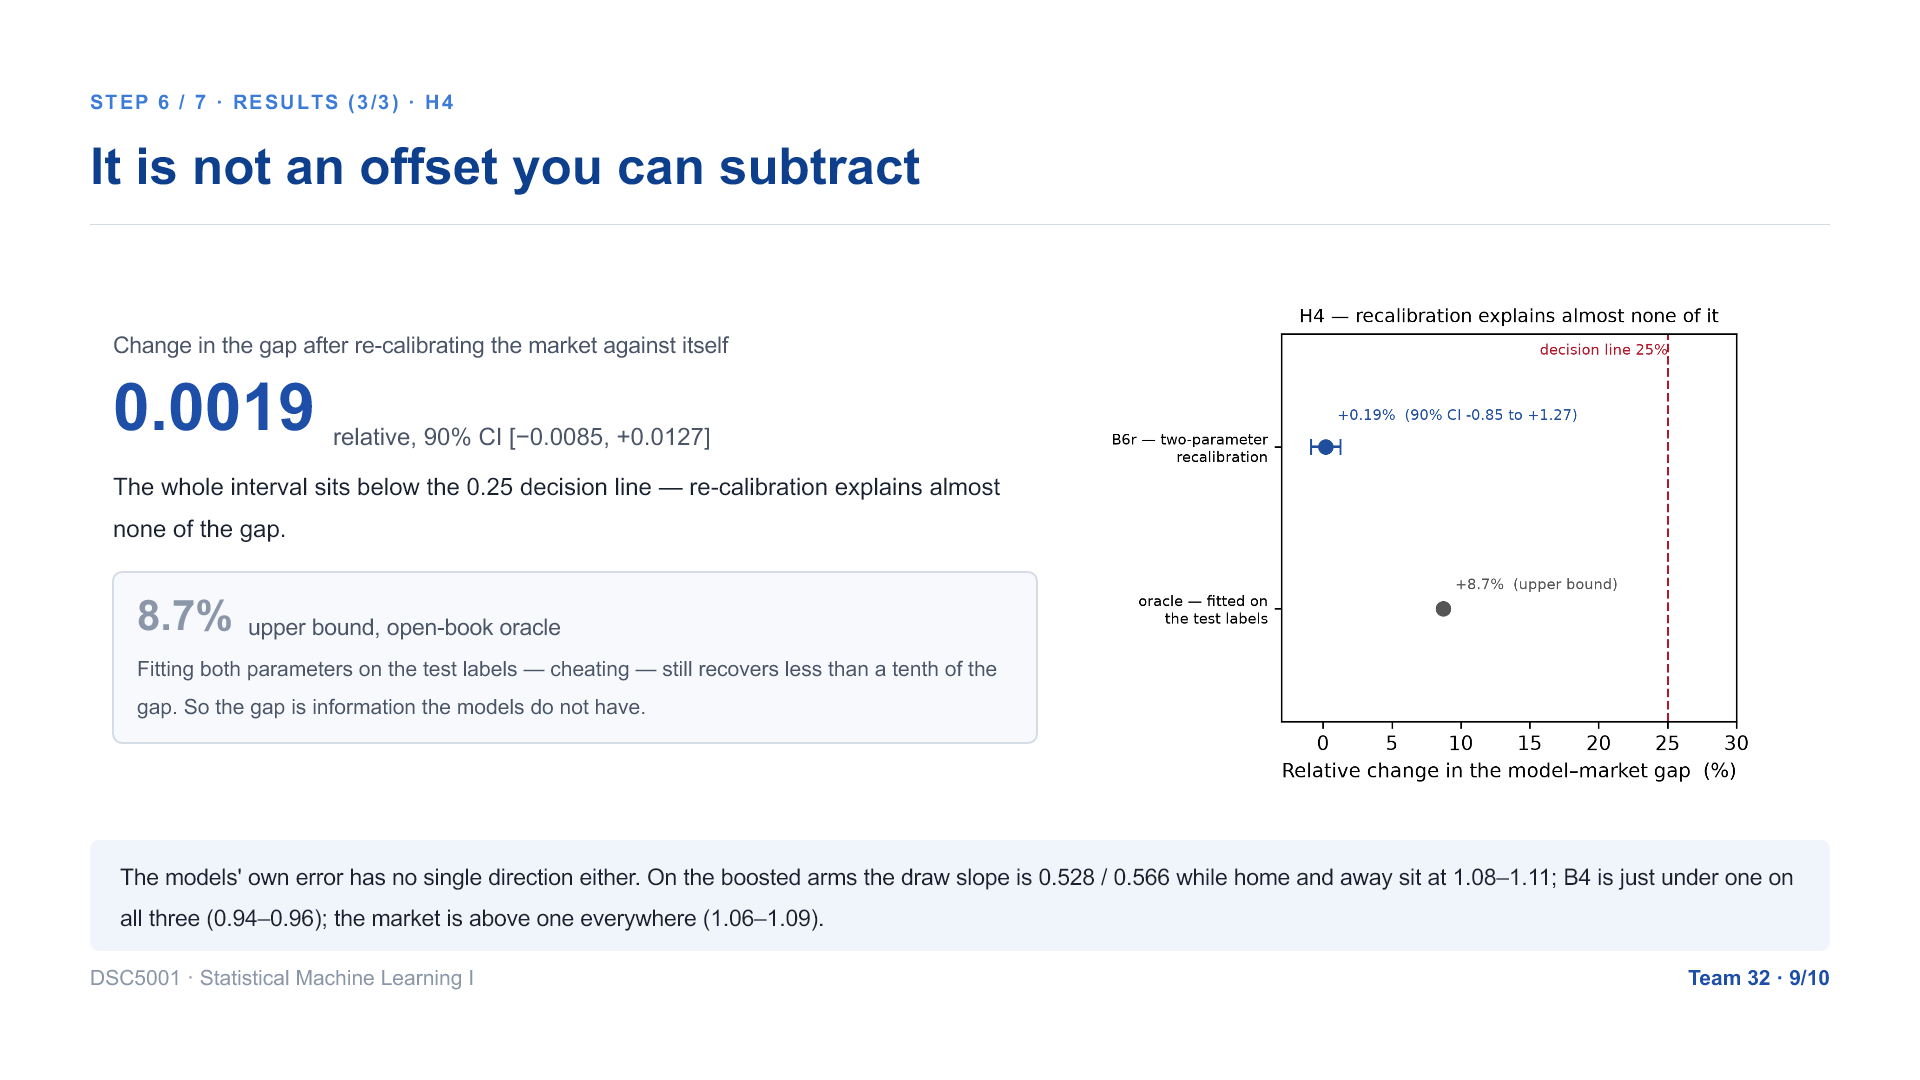 STEP 6 / 7 · RESULTS (3/3) · H4
It is not an offset you can subtract
Change in the gap after re-calibrating the market against itself
0.0019 relative, 90% CI [−0.0085, +0.0127]
The whole interval sits below the 0.25 decision line — re-calibration explains almost
none of the gap.
8.7% upper bound, open-book oracle
Fitting both parameters on the test labels — cheating — still recovers less than a tenth of the
gap. So the gap is information the models do not have.
H4 — recalibration explains almost none of it
decision line 25%
+0.19% (90% CI -0.85 to +1.27)
B6r — two-parameter
recalibration
+8.7% (upper bound)
oracle — fitted on
the test labels
0 5 10 15 20 25 30
Relative change in the model–market gap (%)
The models' own error has no single direction either. On the boosted arms the draw slope is 0.528 / 0.566 while home and away sit at 1.08–1.11; B4 is just under one on
all three (0.94–0.96); the market is above one everywhere (1.06–1.09).
DSC5001 · Statistical Machine Learning I
Team 32 · 9/10